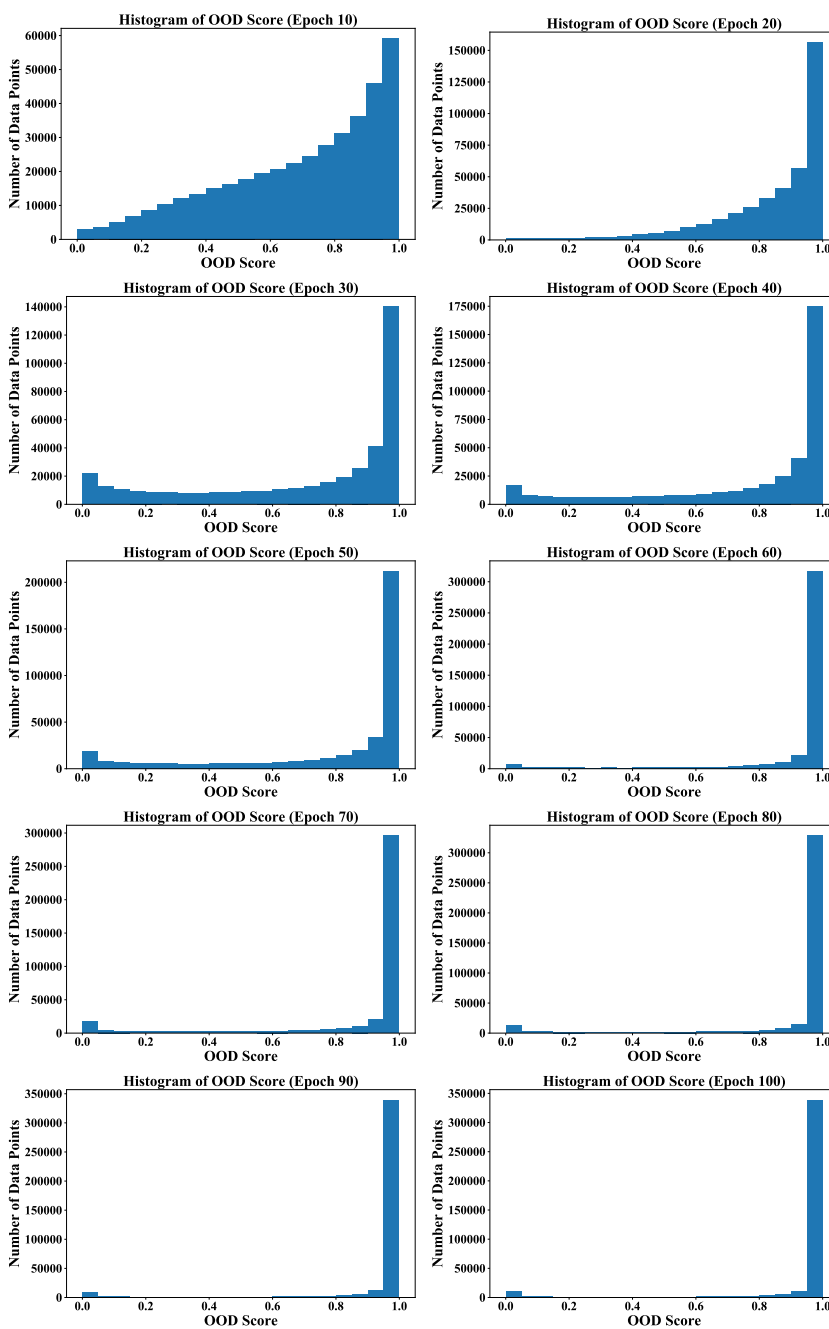 Histogram of OOD Score (Epoch 10)
Number of Data Points
60000
50000
40000
30000
20000
10000
0
0.0 0.2 0.4 0.6 0.8 1.0
OOD Score
Histogram of OOD Score (Epoch 20)
Number of Data Points
150000
125000
100000
75000
50000
25000
0
0.0 0.2 0.4 0.6 0.8 1.0
OOD Score
Histogram of OOD Score (Epoch 30)
Number of Data Points
140000
120000
100000
80000
60000
40000
20000
0
0.0 0.2 0.4 0.6 0.8 1.0
OOD Score
Histogram of OOD Score (Epoch 40)
Number of Data Points
175000
150000
125000
100000
75000
50000
25000
0
0.0 0.2 0.4 0.6 0.8 1.0
OOD Score
Histogram of OOD Score (Epoch 50)
Number of Data Points
200000
150000
100000
50000
0
0.0 0.2 0.4 0.6 0.8 1.0
OOD Score
Histogram of OOD Score (Epoch 60)
Number of Data Points
300000
250000
200000
150000
100000
50000
0
0.0 0.2 0.4 0.6 0.8 1.0
OOD Score
Histogram of OOD Score (Epoch 70)
Number of Data Points
300000
250000
200000
150000
100000
50000
0
0.0 0.2 0.4 0.6 0.8 1.0
OOD Score
Histogram of OOD Score (Epoch 80)
Number of Data Points
300000
250000
200000
150000
100000
50000
0
0.0 0.2 0.4 0.6 0.8 1.0
OOD Score
Histogram of OOD Score (Epoch 90)
Number of Data Points
350000
300000
250000
200000
150000
100000
50000
0
0.0 0.2 0.4 0.6 0.8 1.0
OOD Score
Histogram of OOD Score (Epoch 100)
Number of Data Points
350000
300000
250000
200000
150000
100000
50000
0
0.0 0.2 0.4 0.6 0.8 1.0
OOD Score